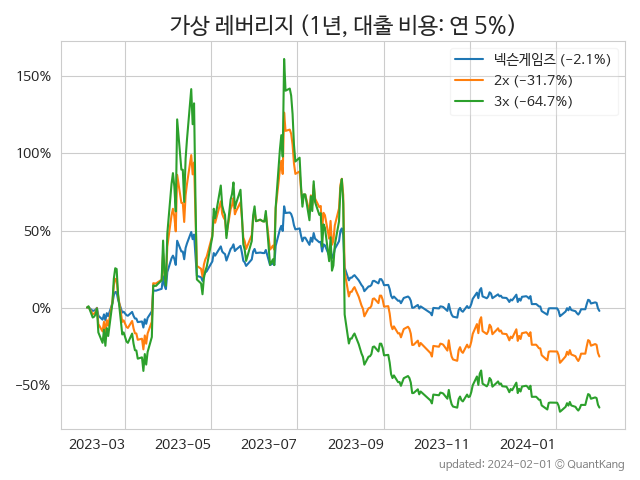 가상 레버리지 (1년, 대출 비용: 연 5%)
넥슨게임즈 (−2.1%)
2x (−31.7%)
3x (−64.7%)
150%
100%
50%
0%
−50%
2023−03 2023−05 2023−07 2023−09 2023−11 2024−01
updated: 2024−02−01 © QuantKang